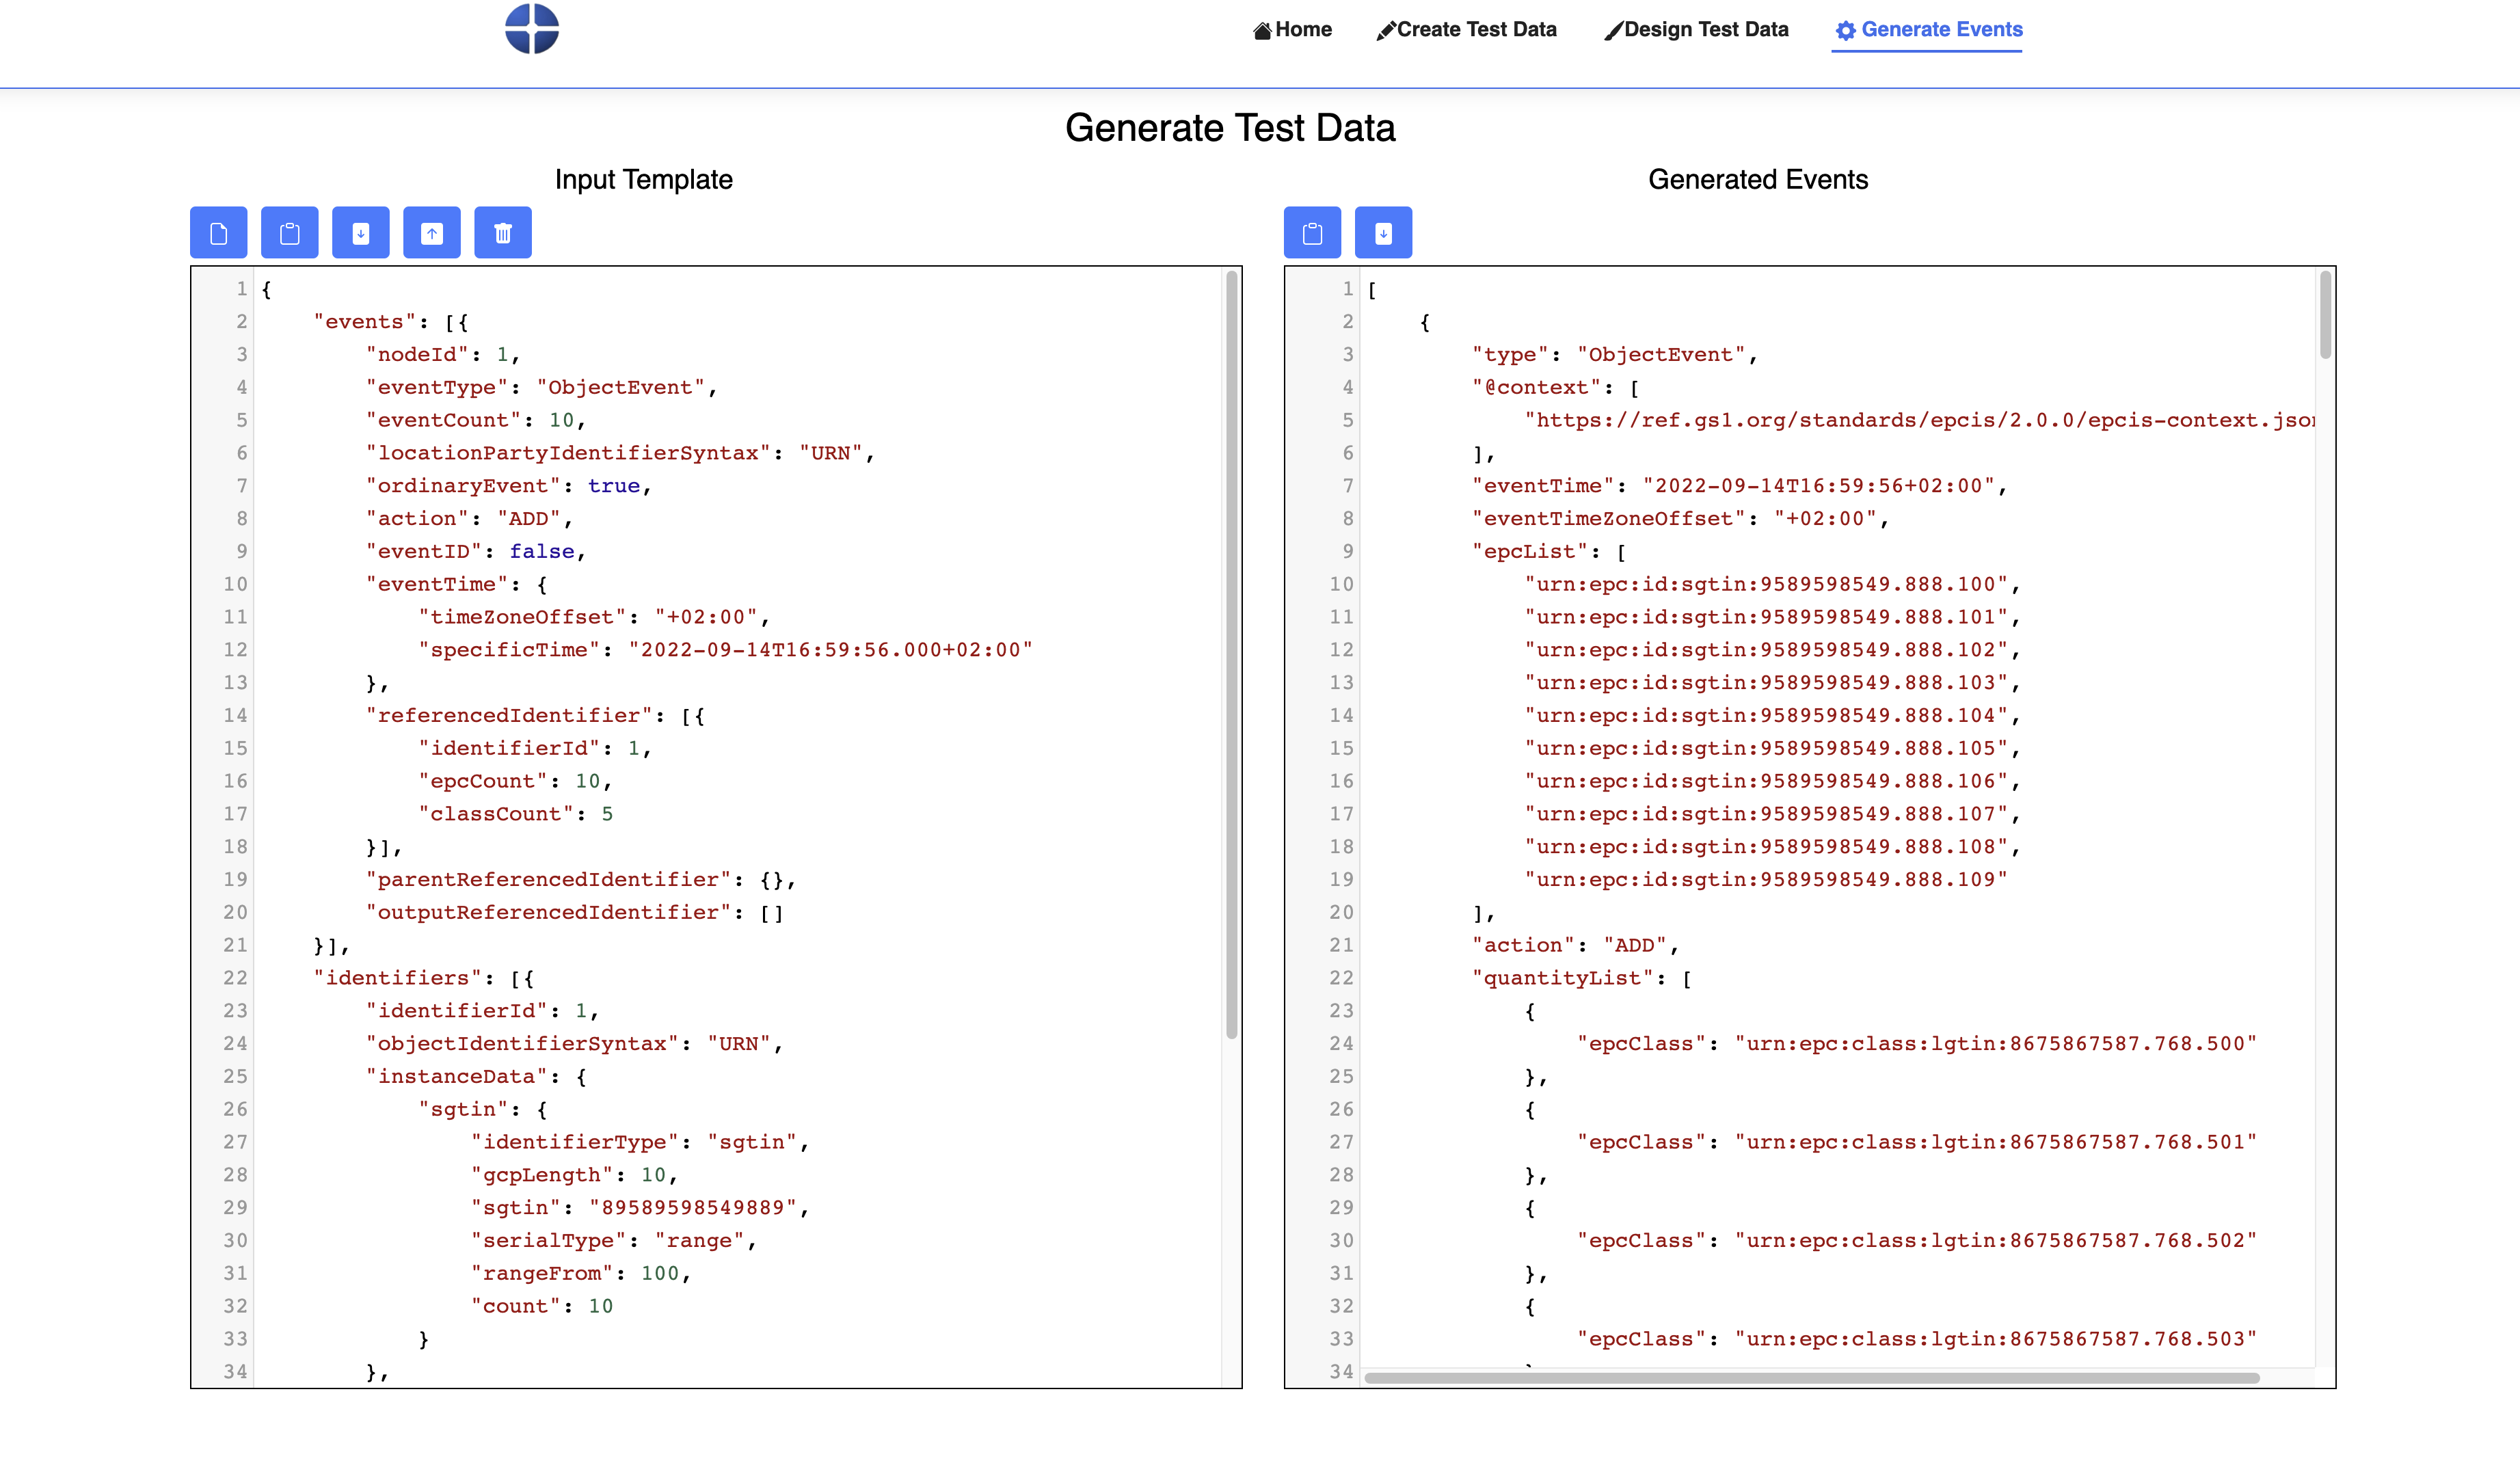 Home
Create Test Data
Design Test Data
Generate Events
Generate Test Data
Input Template
1 {
2 "events": [{
3 "nodeId": 1,
4 "eventType": "ObjectEvent",
5 "eventCount": 10,
6 "locationPartyIdentifierSyntax": "URN",
7 "ordinaryEvent": true,
8 "action": "ADD",
9 "eventID": false,
10 "eventTime": {
11 "timeZoneOffset": "+02:00",
12 "specificTime": "2022-09-14T16:59:56.000+02:00"
13 },
14 "referencedIdentifier": [{
15 "identifierId": 1,
16 "epcCount": 10,
17 "classCount": 5
18 }],
19 "parentReferencedIdentifier": {},
20 "outputReferencedIdentifier": []
21 }],
22 "identifiers": [{
23 "identifierId": 1,
24 "objectIdentifierSyntax": "URN",
25 "instanceData": {
26 "sgtin": {
27 "identifierType": "sgtin",
28 "gcpLength": 10,
29 "sgtin": "89589598549889",
30 "serialType": "range",
31 "rangeFrom": 100,
32 "count": 10
33 }
34 },
Generated Events
1 [
2 {
3 "type": "ObjectEvent",
4 "@context": [
5 "https://ref.gs1.org/standards/epcis/2.0.0/epcis-context.json
6 ],
7 "eventTime": "2022-09-14T16:59:56+02:00",
8 "eventTimeZoneOffset": "+02:00",
9 "epcList": [
10 "urn:epc:id:sgtin:9589598549.888.100",
11 "urn:epc:id:sgtin:9589598549.888.101",
12 "urn:epc:id:sgtin:9589598549.888.102",
13 "urn:epc:id:sgtin:9589598549.888.103",
14 "urn:epc:id:sgtin:9589598549.888.104",
15 "urn:epc:id:sgtin:9589598549.888.105",
16 "urn:epc:id:sgtin:9589598549.888.106",
17 "urn:epc:id:sgtin:9589598549.888.107",
18 "urn:epc:id:sgtin:9589598549.888.108",
19 "urn:epc:id:sgtin:9589598549.888.109"
20 ],
21 "action": "ADD",
22 "quantityList": [
23 {
24 "epcClass": "urn:epc:class:lgtin:8675867587.768.500"
25 },
26 {
27 "epcClass": "urn:epc:class:lgtin:8675867587.768.501"
28 },
29 {
30 "epcClass": "urn:epc:class:lgtin:8675867587.768.502"
31 },
32 {
33 "epcClass": "urn:epc:class:lgtin:8675867587.768.503"
34